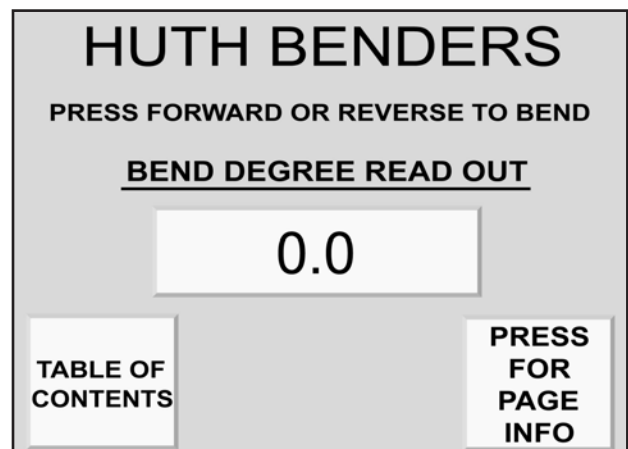 HUTH BENDERS
PRESS FORWARD OR REVERSE TO BEND
BEND DEGREE READ OUT
0.0
TABLE OF
CONTENTS
PRESS
FOR
PAGE
INFO